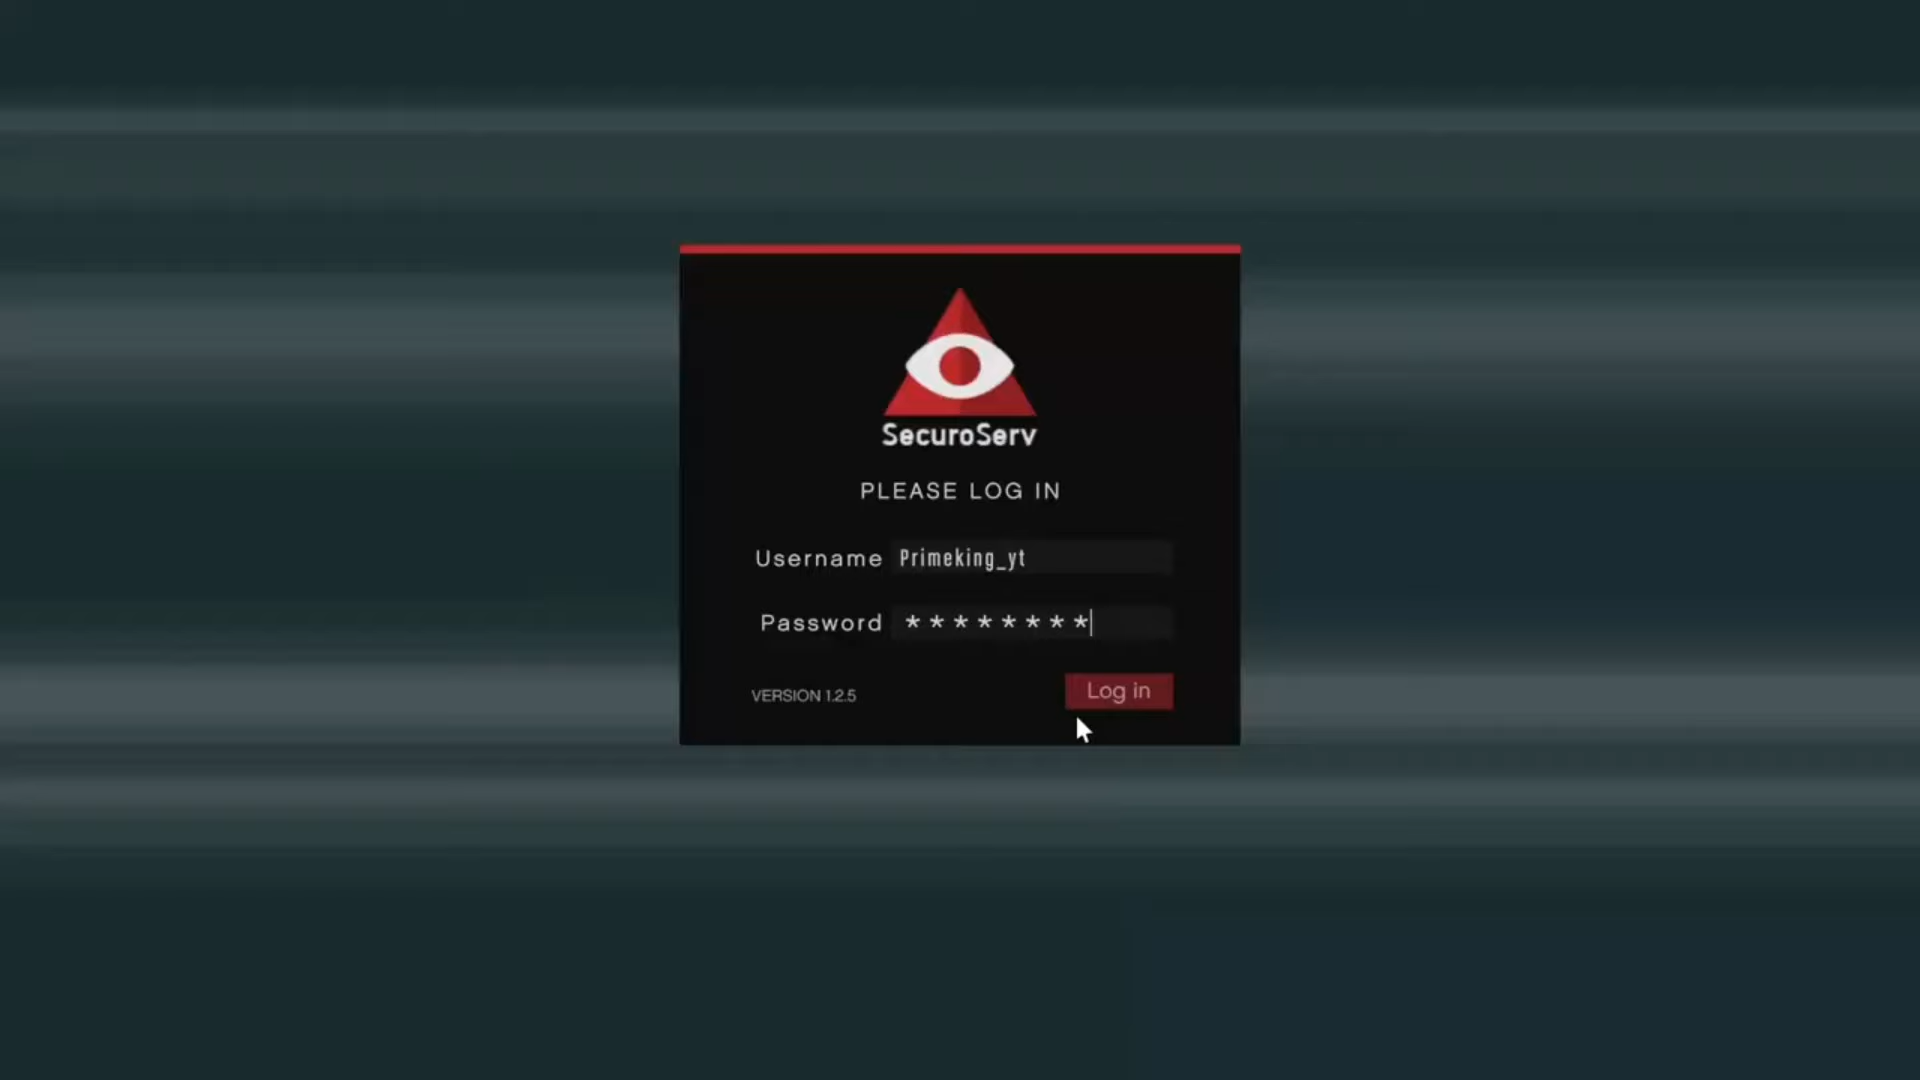 SecuroServ
PLEASE LOG IN
Username Primeking_yt
Password ********
VERSION 1.2.5
Log in